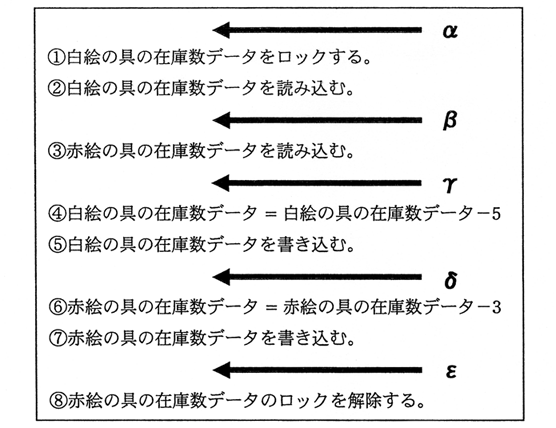 α
①白絵の具の在庫数データをロックする。
②白絵の具の在庫数データを読み込む。
β
③赤絵の具の在庫数データを読み込む。
γ
④白絵の具の在庫数データ = 白絵の具の在庫数データ－5
⑤白絵の具の在庫数データを書き込む。
δ
⑥赤絵の具の在庫数データ = 赤絵の具の在庫数データ－3
⑦赤絵の具の在庫数データを書き込む。
ε
⑧赤絵の具の在庫数データのロックを解除する。